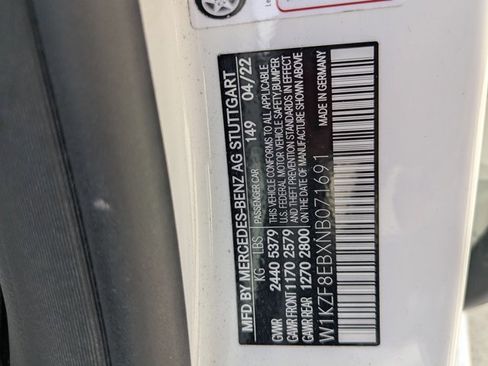 MFD BY MERCEDES-BENZ AG STUTTGART
KG LBS PASSENGER CAR 149 04/22
GVWR 2440 5379 THIS VEHICLE CONFORMS TO ALL APPLICABLE
GAWR FRONT 1170 2579 U.S. FEDERAL MOTOR VEHICLE SAFETY,BUMPER
GAWR REAR 1270 2800 AND THEFT PREVENTION STANDARDS IN EFFECT
ON THE DATE OF MANUFACTURE SHOWN ABOVE
W1KZF8EBXNB071691 MADE IN GERMANY